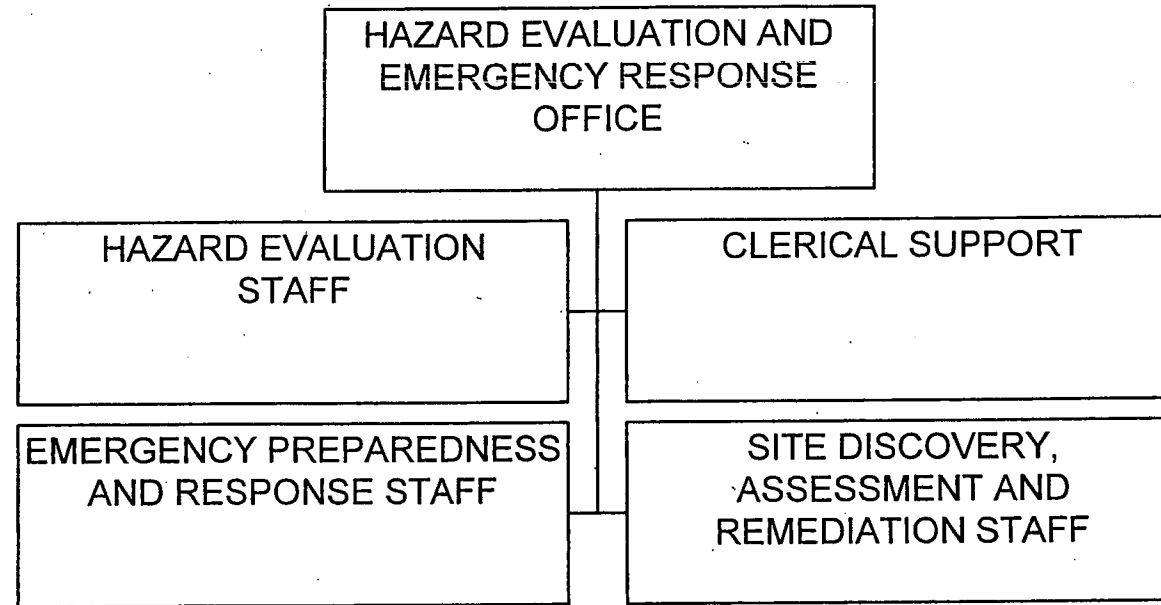 HAZARD EVALUATION AND
EMERGENCY RESPONSE
OFFICE
HAZARD EVALUATION
STAFF
CLERICAL SUPPORT
EMERGENCY PREPAREDNESS
AND RESPONSE STAFF
SITE DISCOVERY,
ASSESSMENT AND
REMEDIATION STAFF